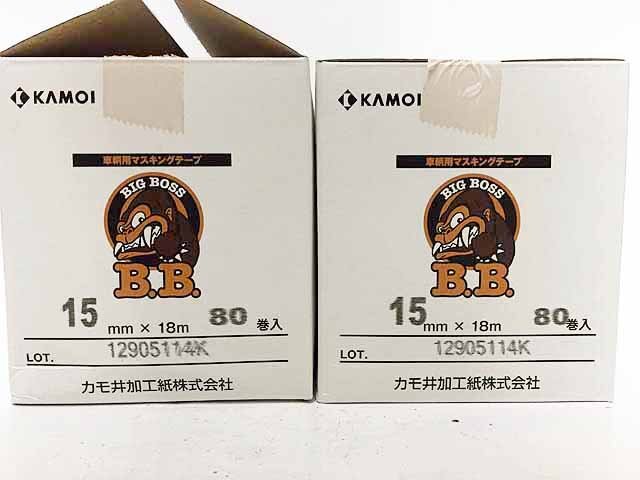 KAMOI
車輌用マスキングテープ
BIG BOSS
B.B.
15 mm × 18m 80 巻入
LOT. 12905114K
カモ井加工紙株式会社
KAMOI
車輌用マスキングテープ
BIG BOSS
B.B.
15 mm × 18m 80 巻入
LOT. 12905114K
カモ井加工紙株式会社